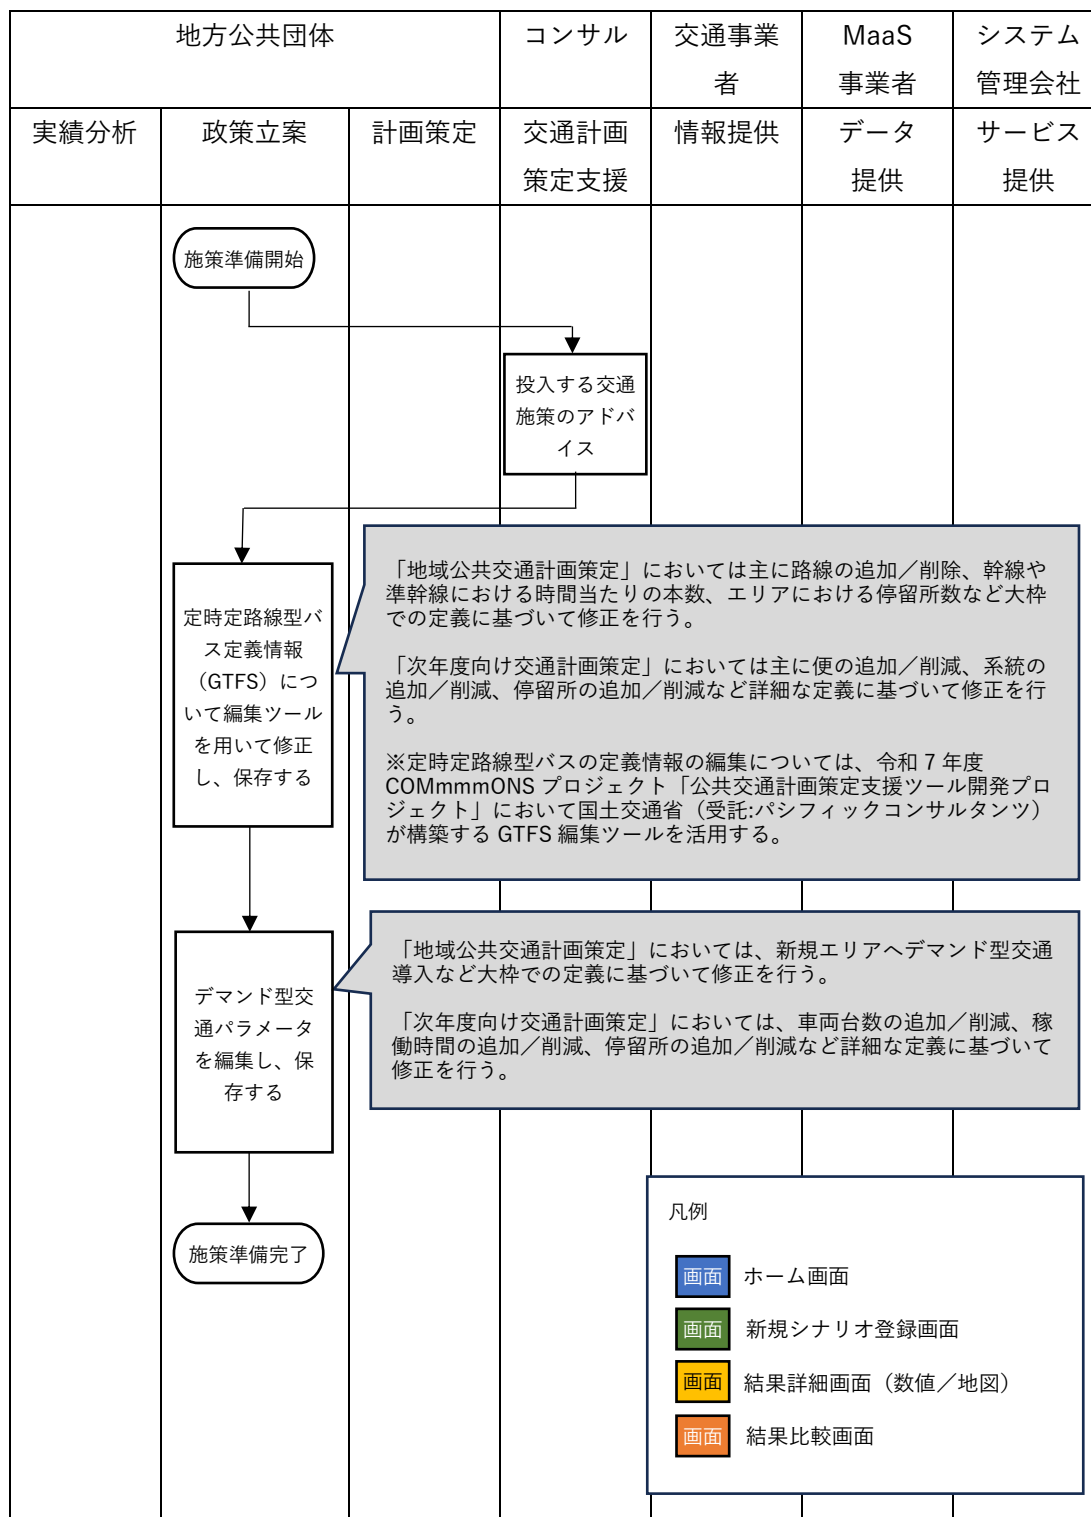 地方公共団体
コンサル
交通事業
者
MaaS
事業者
システム
管理会社
実績分析
政策立案
計画策定
交通計画
策定支援
情報提供
データ
提供
サービス
提供
施策準備開始
投入する交通
施策のアドバ
イス
定時定路線型バ
ス定義情報
（GTFS）につ
いて編集ツール
を用いて修正
し、保存する
「地域公共交通計画策定」においては主に路線の追加／削除、幹線や
準幹線における時間当たりの本数、エリアにおける停留所数など大枠
での定義に基づいて修正を行う。
「次年度向け交通計画策定」においては主に便の追加／削減、系統の
追加／削減、停留所の追加／削減など詳細な定義に基づいて修正を行
う。
※定時定路線型バスの定義情報の編集については、令和 7 年度
COMmmmONS プロジェクト「公共交通計画策定支援ツール開発プロ
ジェクト」において国土交通省（受託:パシフィックコンサルタンツ）
が構築する GTFS 編集ツールを活用する。
デマンド型交
通パラメータ
を編集し、保
存する
「地域公共交通計画策定」においては、新規エリアへデマンド型交通
導入など大枠での定義に基づいて修正を行う。
「次年度向け交通計画策定」においては、車両台数の追加／削減、稼
働時間の追加／削減、停留所の追加／削減など詳細な定義に基づいて
修正を行う。
施策準備完了
凡例
画面 ホーム画面
画面 新規シナリオ登録画面
画面 結果詳細画面（数値／地図）
画面 結果比較画面